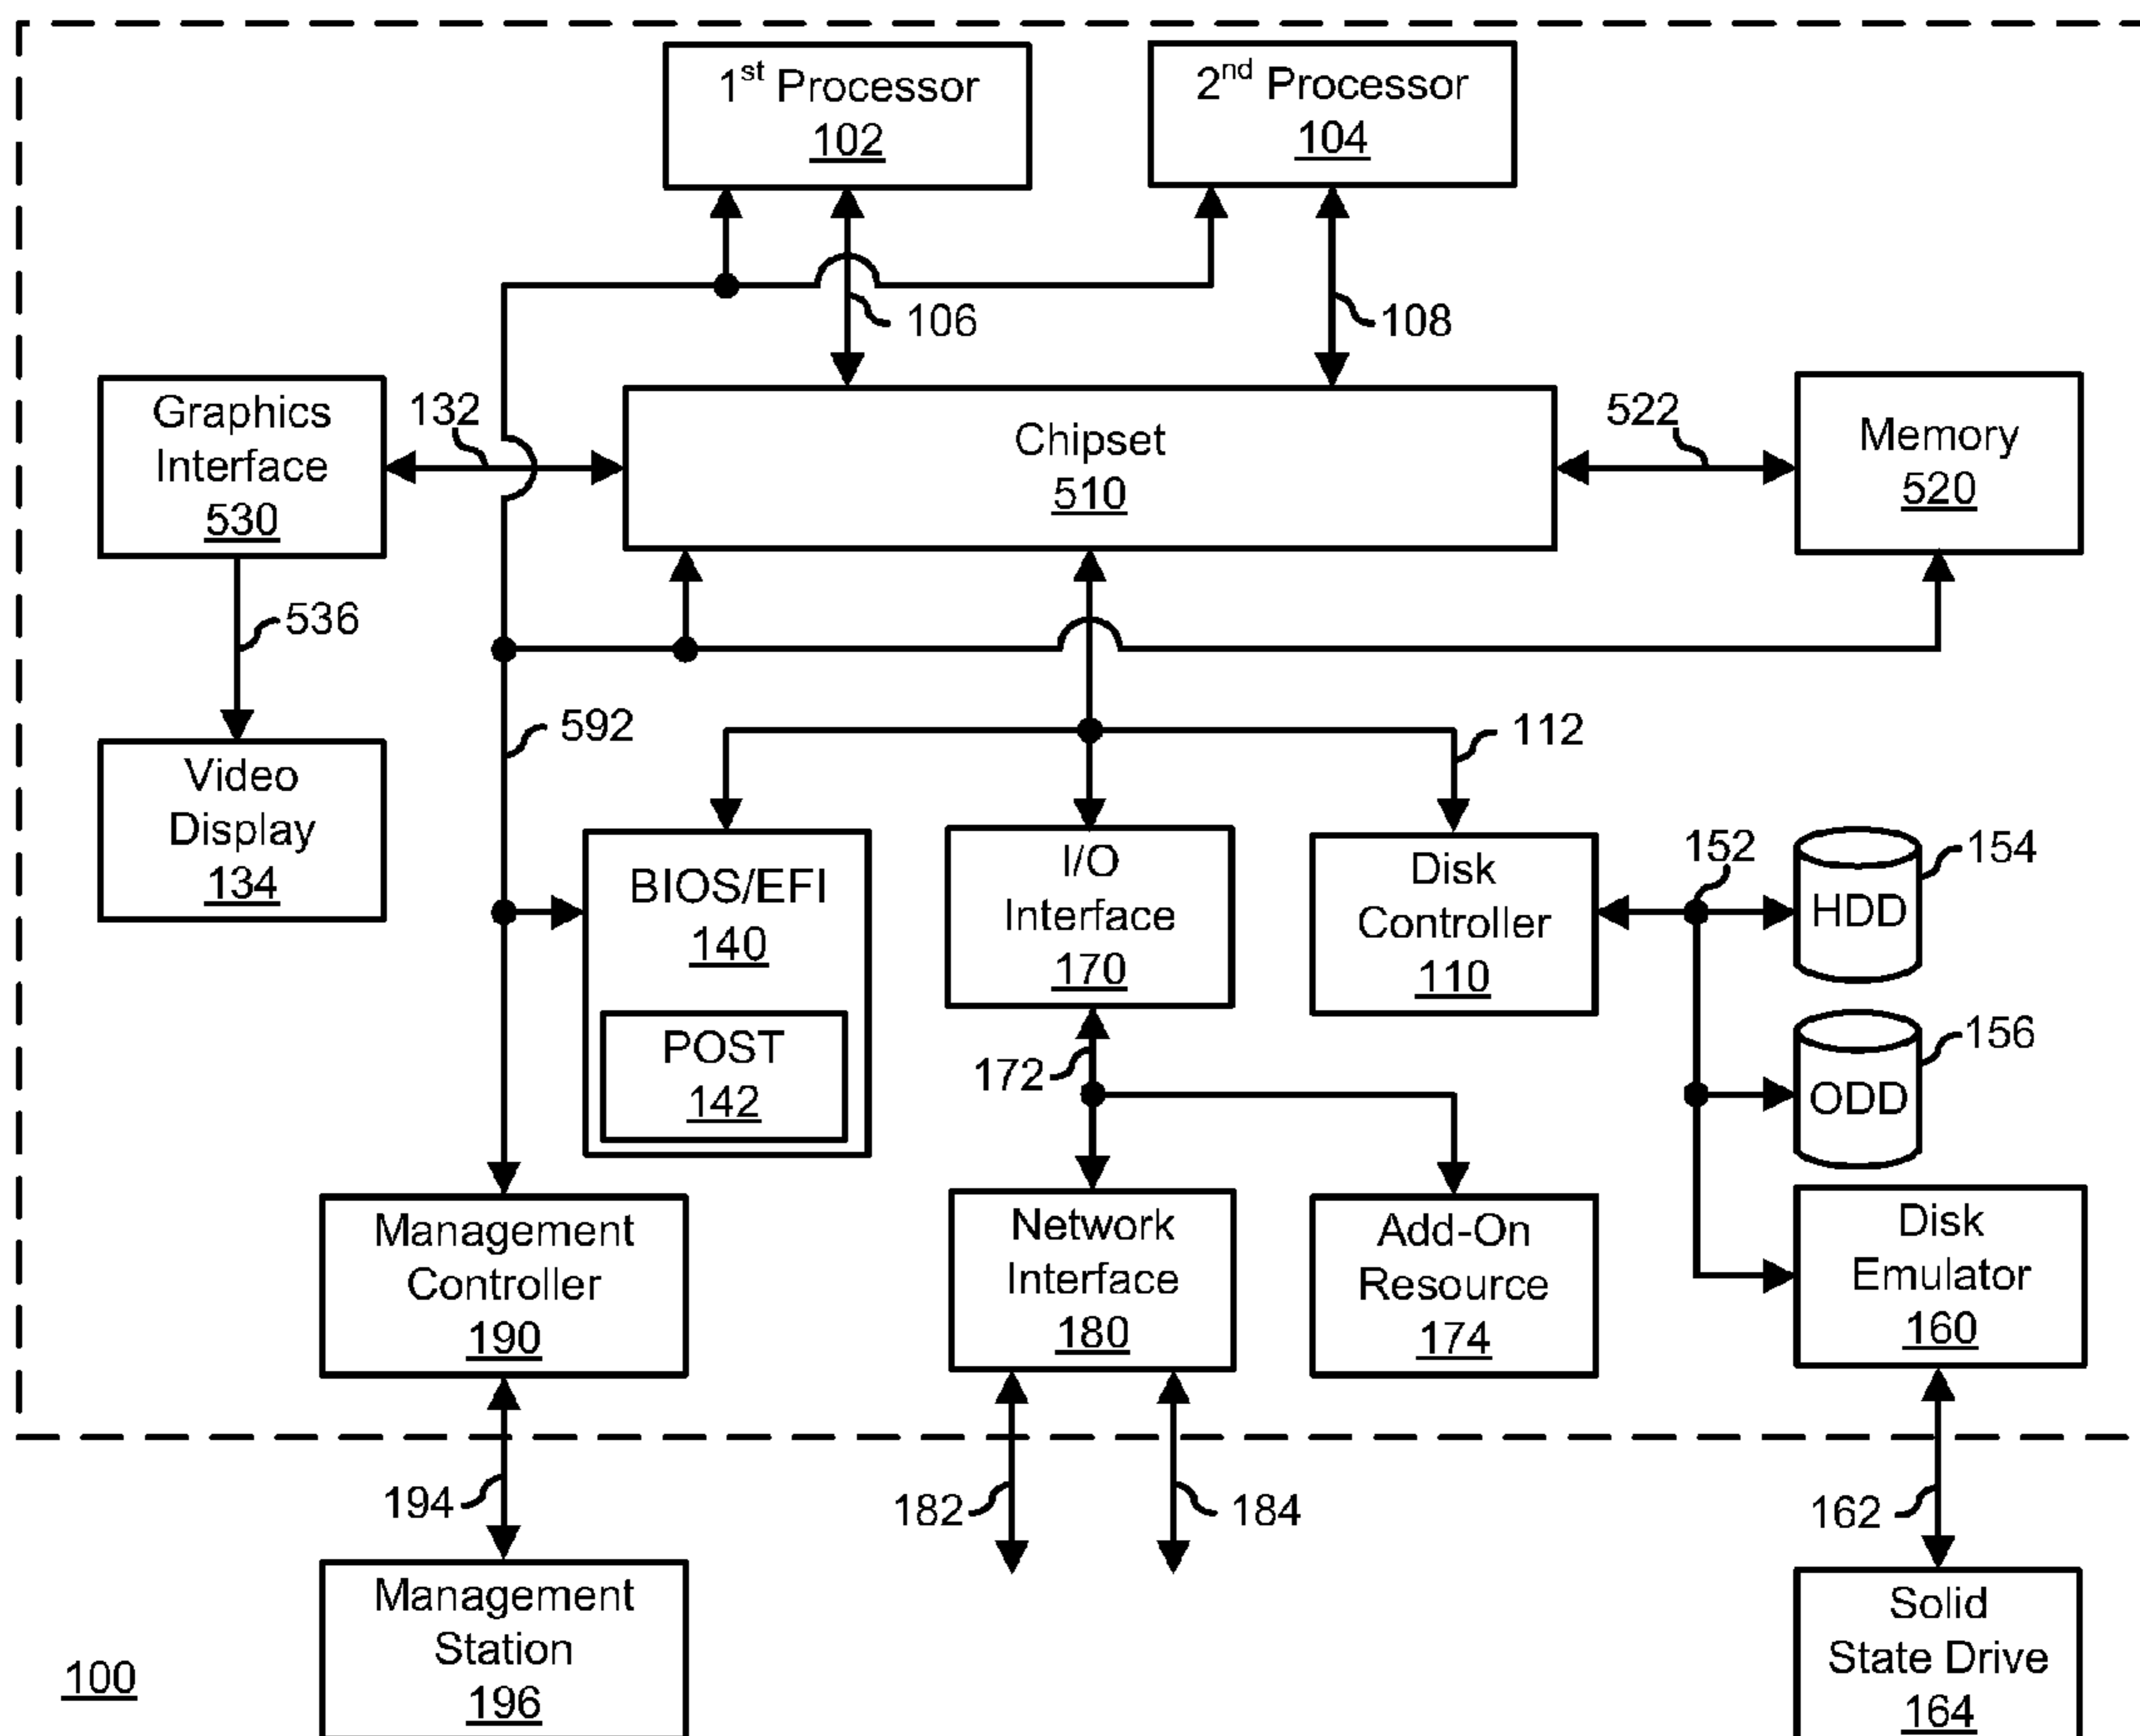 1st Processor
102
2nd Processor
104
106
108
Graphics
Interface
530
132
Chipset
510
522
Memory
520
536
592
112
Video
Display
134
BIOS/EFI
140
POST
142
I/O
Interface
170
Disk
Controller
110
152
HDD
154
ODD
156
172
Management
Controller
190
Network
Interface
180
Add-On
Resource
174
Disk
Emulator
160
194
182
184
162
Management
Station
196
Solid
State Drive
164
100